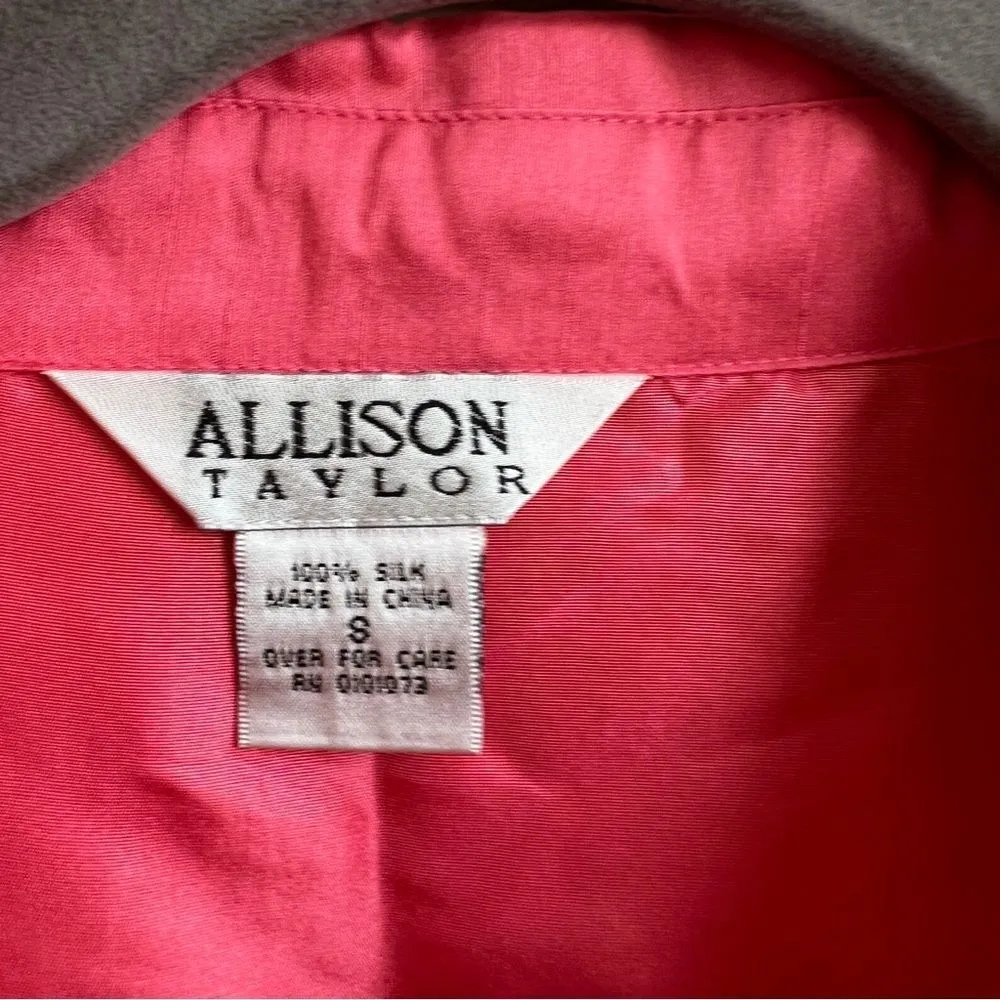 ALLISON
TAYLOR
100% SILK
MADE IN CHINA
S
OVER FOR CARE
RN 0101073